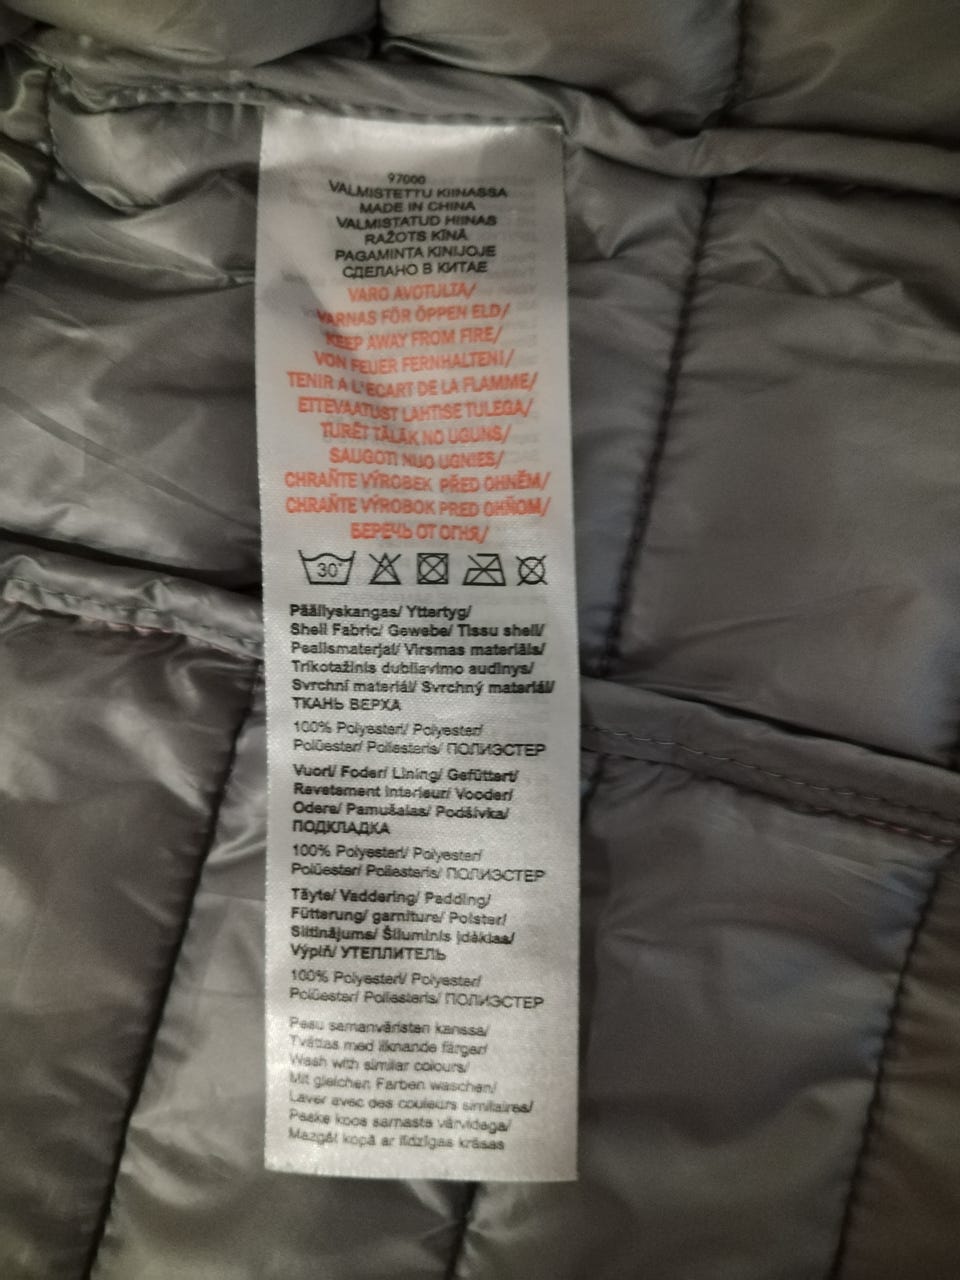 97000
VALMISTETTU KIINASSA
MADE IN CHINA
VALMISTATUD HIINAS
RAŽOTS KĪNĀ
PAGAMINTA KINIJOJE
СДЕЛАНО В КИТАЕ
VARO AVOTULTA/
VARNAS FÖR ÖPPEN ELD/
KEEP AWAY FROM FIRE/
VON FEUER FERNHALTEN!/
TENIR A L'ECART DE LA FLAMME/
ETTEVAATUST LAHTISE TULEGA/
TURĒT TĀLĀK NO UGUNS/
SAUGOTI NUO UGNIES/
CHRAŇTE VÝROBEK PŘED OHNĚM/
CHRAŇTE VÝROBOK PRED OHŇOM/
БЕРЕЧЬ ОТ ОГНЯ/
30°
Päällyskangas/ Yttertyg/
Shell Fabric/ Gewebe/ Tissu shell/
Pealismaterjal/ Virsmas materiāls/
Trikotažinis dubliavimo audinys/
Svrchní materiál/ Svrchný materiál/
ТКАНЬ ВЕРХА
100% Polyesteri/ Polyester/
Polüester/ Poliesteris/ ПОЛИЭСТЕР
Vuori/ Foder/ Lining/ Gefüttert/
Revetement interieur/ Vooder/
Odere/ Pamušalas/ Podšívka/
ПОДКЛАДКА
100% Polyesteri/ Polyester/
Polüester/ Poliesteris/ ПОЛИЭСТЕР
Täyte/ Vaddering/ Padding/
Fütterung/ garniture/ Polster/
Siltinājums/ Šiluminis įdėklas/
Výplň/ УТЕПЛИТЕЛЬ
100% Polyesteri/ Polyester/
Polüester/ Poliesteris/ ПОЛИЭСТЕР
Pesu samanväristen kanssa/
Tvättas med liknande färger/
Wash with similar colours/
Mit gleichen Farben waschen/
Laver avec des couleurs similaires/
Peske koos samaste värvidega/
Mazgāt kopā ar līdzīgas krāsas